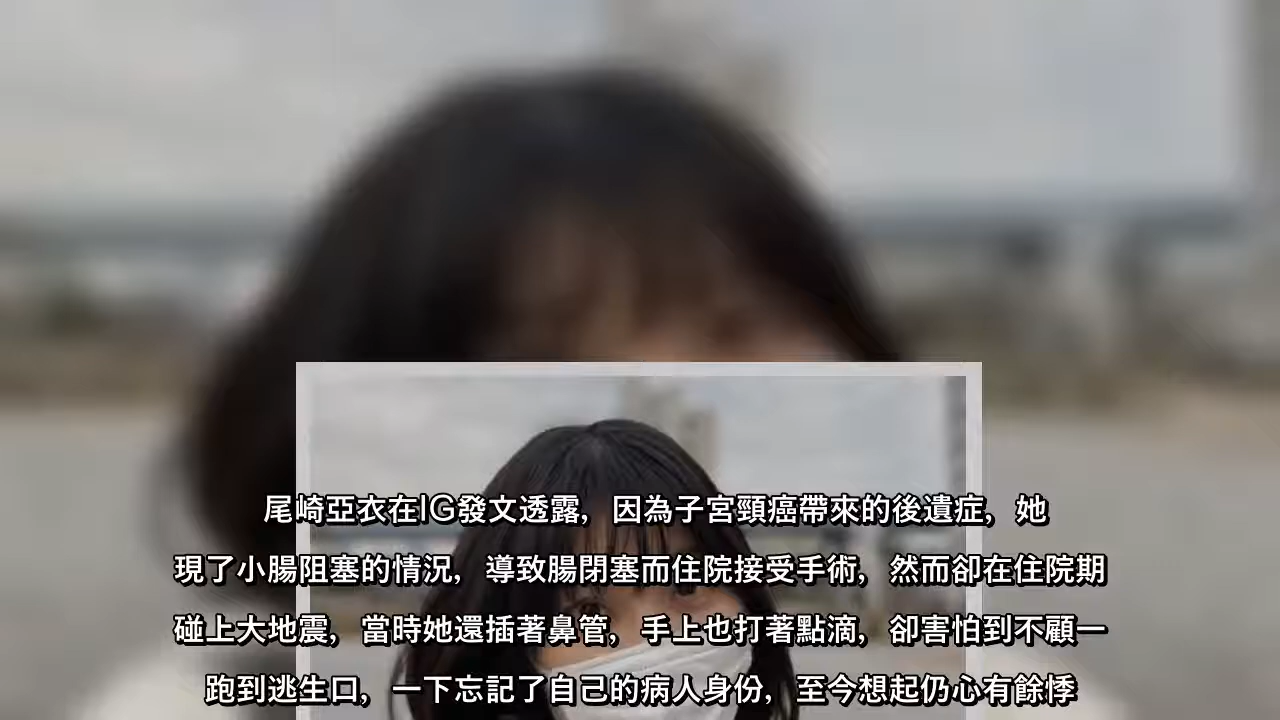 尾崎亞衣在IG發文透露，因為子宮頸癌帶來的後遺症，她
現了小腸阻塞的情況，導致腸閉塞而住院接受手術，然而卻在住院期
碰上大地震，當時她還插著鼻管，手上也打著點滴，卻害怕到不顧一
跑到逃生口，一下忘記了自己的病人身份，至今想起仍心有餘悸